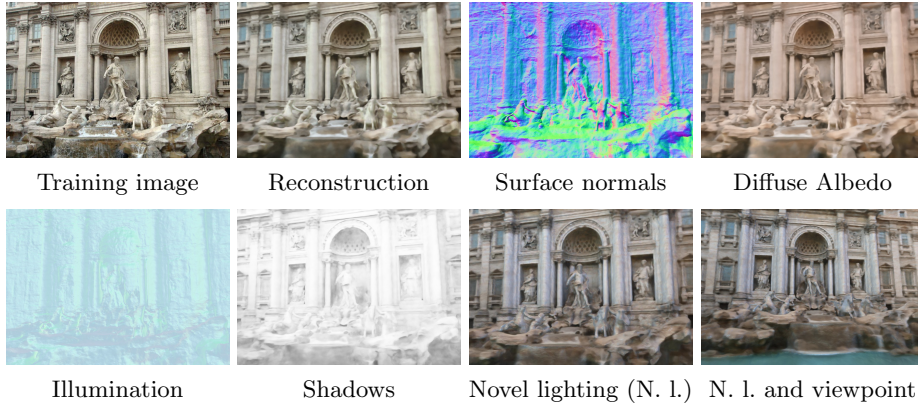 Training image
Reconstruction
Surface normals
Diffuse Albedo
Illumination
Shadows
Novel lighting (N. l.)
N. l. and viewpoint